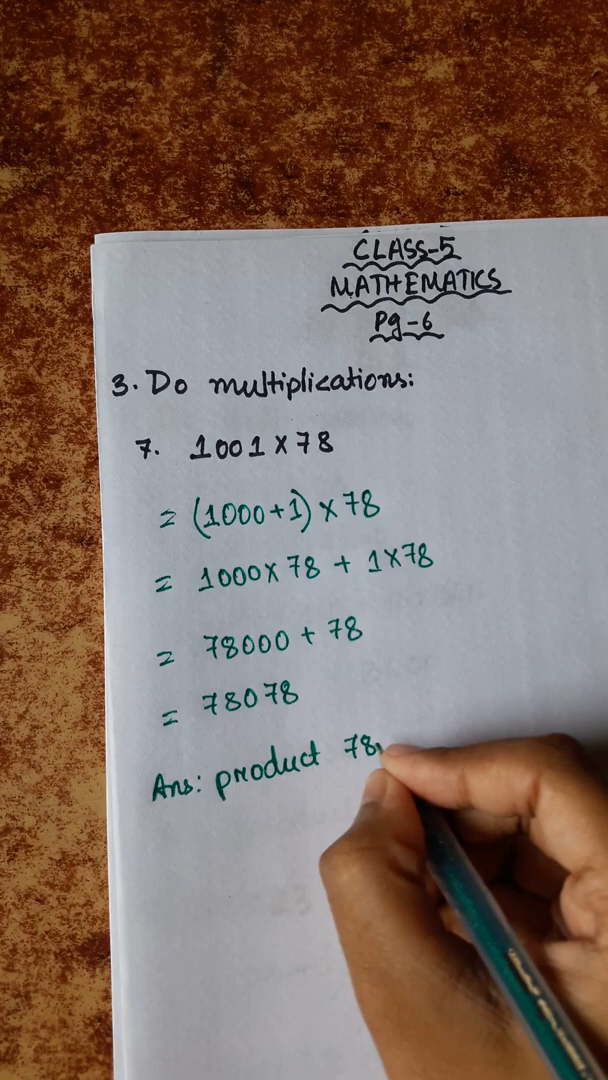 CLASS-5
MATHEMATICS
Pg-6
3. Do multiplications:
7. 1001 x 78
= (1000+1) x 78
= 1000 x 78 + 1 x 78
= 78000 + 78
= 78078
Ans: product 78,